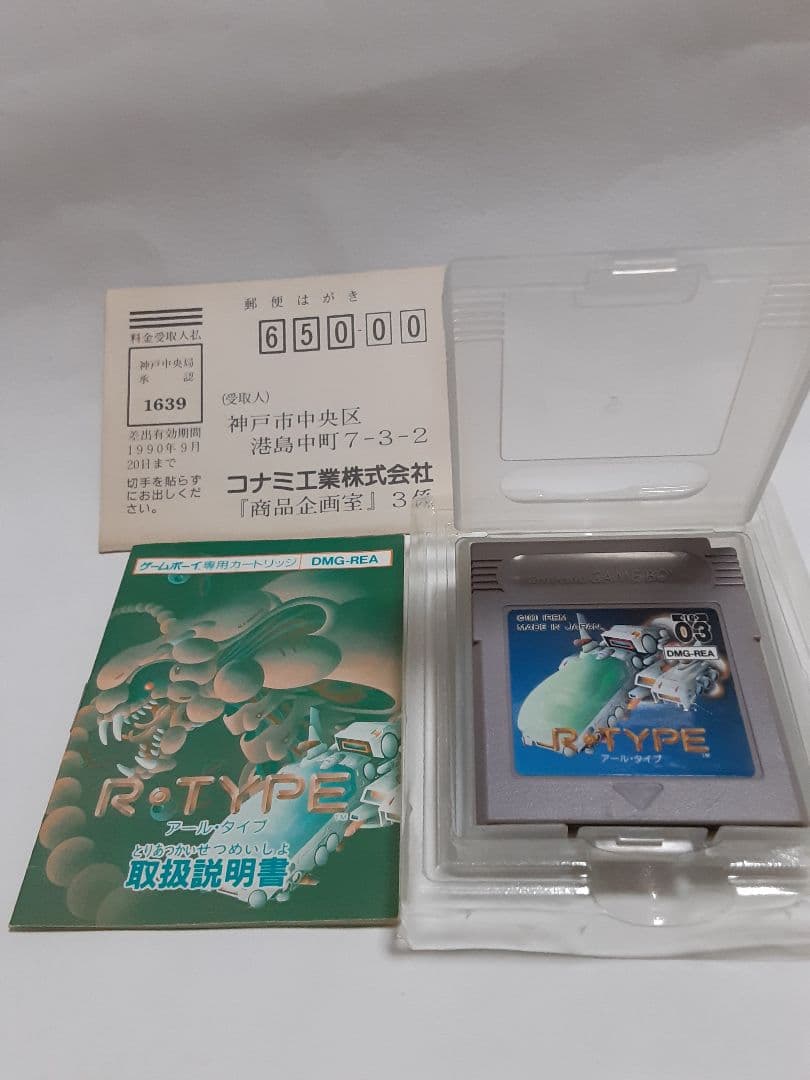 郵便はがき
料金受取人払
650-00
神戸中央局
承認
1639
差出有効期間
1990年9月
20日まで
切手を貼らず
にお出しくださ
い。
(受取人)
神戸市中央区
港島中町7-3-2
コナミ工業株式会社
『商品企画室』3係
ゲームボーイ専用カートリッジ DMG-REA
R・TYPE
TM
アール・タイプ
とりあつかいせつめいしょ
取扱説明書
Nintendo GAME BOY
IREM
MADE IN JAPAN
03
DMG-REA
R・TYPE
TM
アール・タイプ